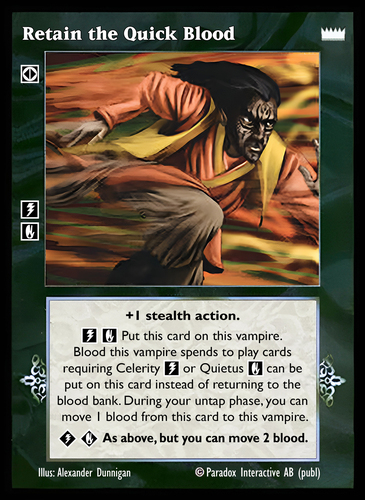 Retain the Quick Blood
+1 stealth action.
Put this card on this vampire.
Blood this vampire spends to play cards
requiring Celerity or Quietus can be
put on this card instead of returning to the
blood bank. During your untap phase, you can
move 1 blood from this card to this vampire.
As above, but you can move 2 blood.
Illus: Alexander Dunnigan © Paradox Interactive AB (publ)